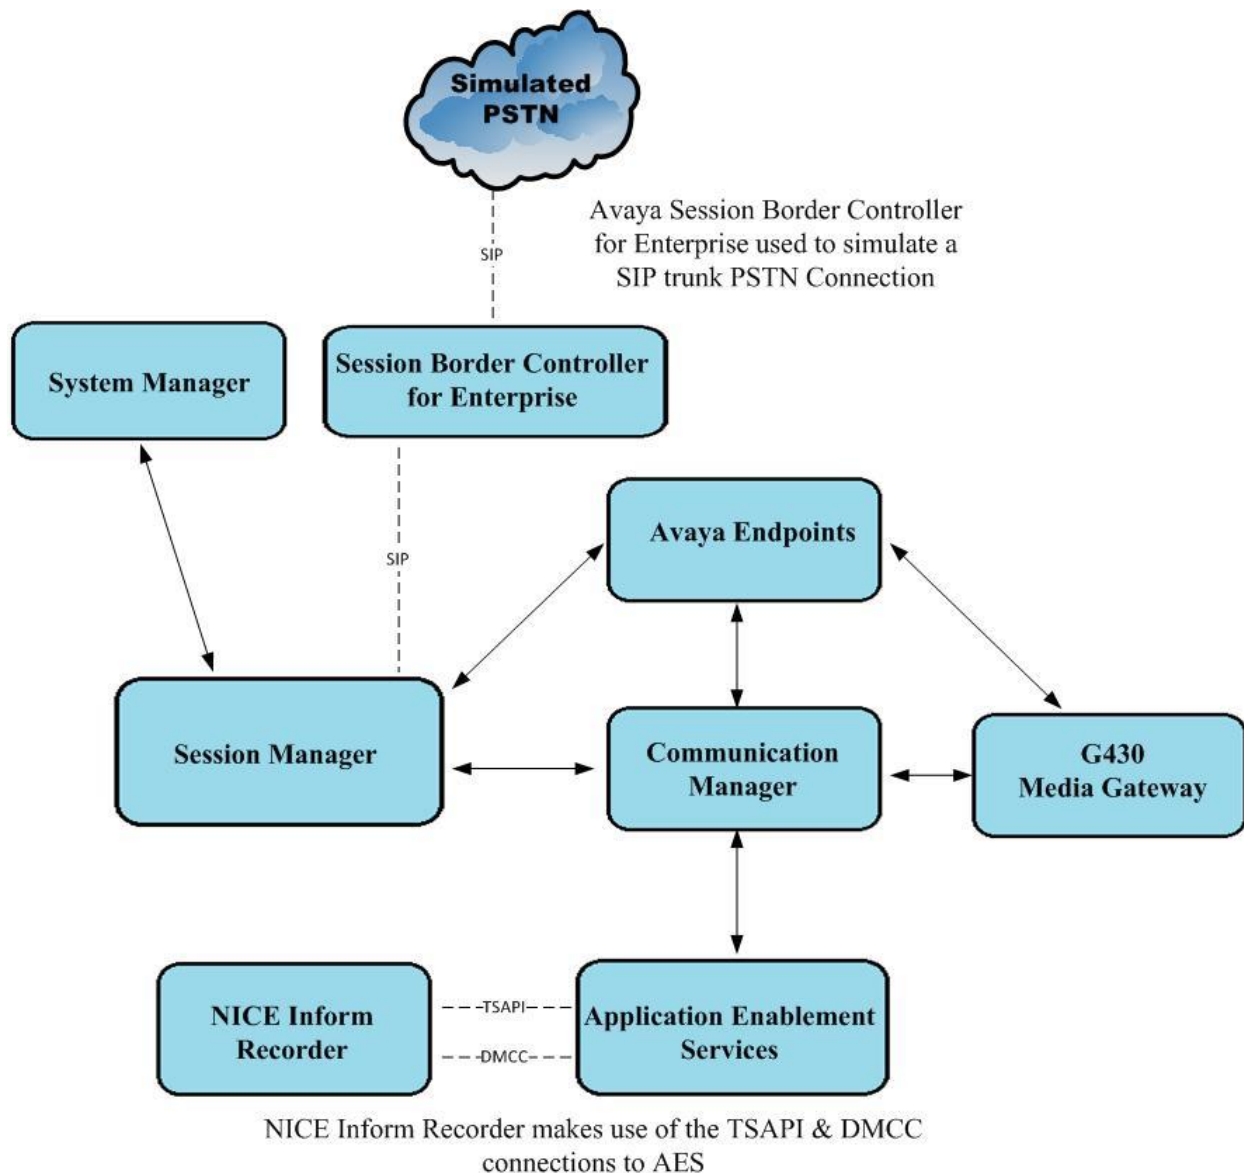 Simulated
PSTN
Avaya Session Border Controller
for Enterprise used to simulate a
SIP trunk PSTN Connection
SIP
System Manager
Session Border Controller
for Enterprise
SIP
Avaya Endpoints
Session Manager
Communication
Manager
G430
Media Gateway
NICE Inform
Recorder
TSAPI
DMCC
Application Enablement
Services
NICE Inform Recorder makes use of the TSAPI & DMCC
connections to AES